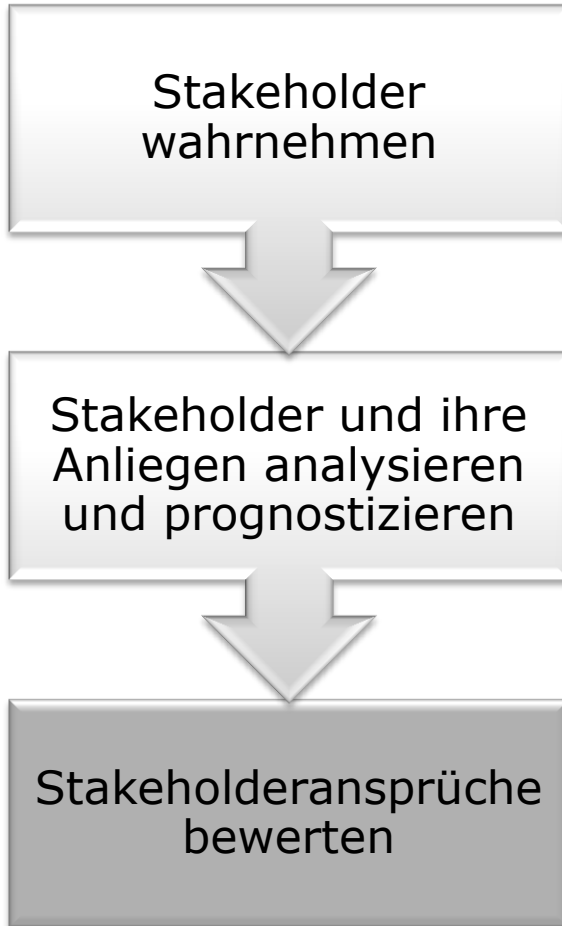 Stakeholder
wahrnehmen
Stakeholder und ihre
Anliegen analysieren
und prognostizieren
Stakeholderansprüche
bewerten